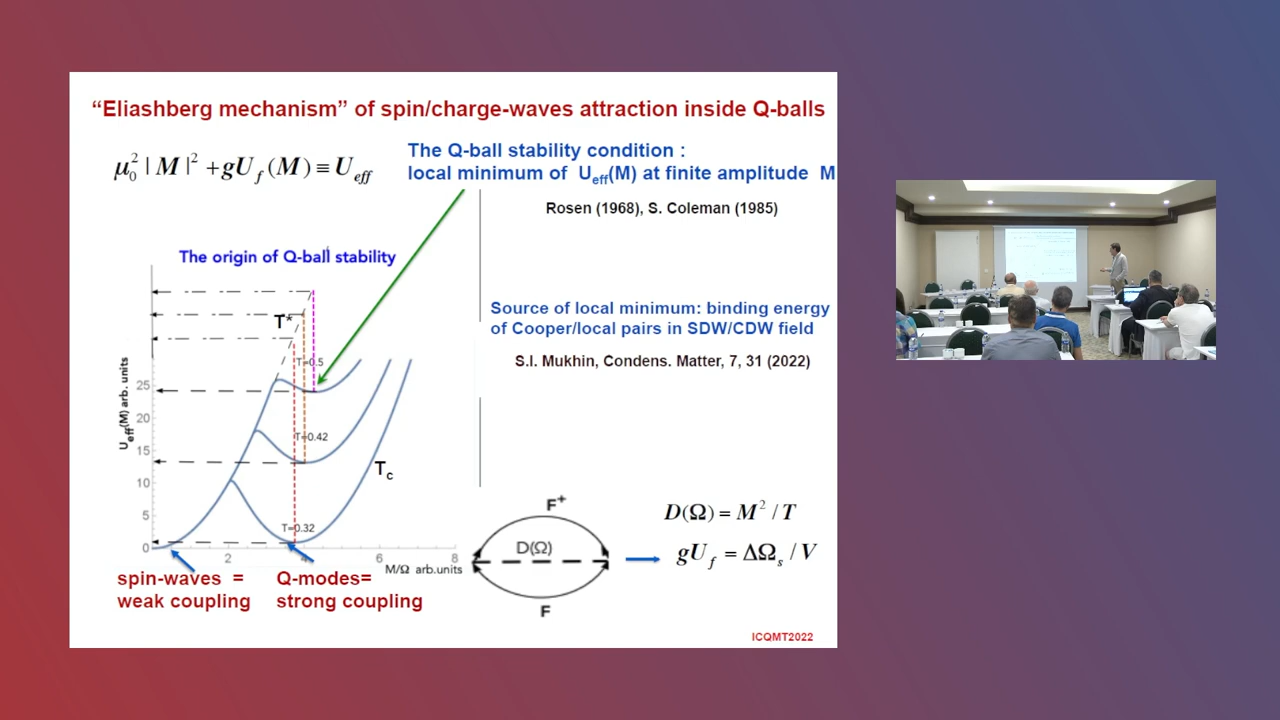 “Eliashberg mechanism” of spin/charge-waves attraction inside Q-balls
μ₀² | M |² + gU_f (M) ≡ U_eff
The Q-ball stability condition :
local minimum of U_eff(M) at finite amplitude M
Rosen (1968), S. Coleman (1985)
The origin of Q-ball stability
Source of local minimum: binding energy
of Cooper/local pairs in SDW/CDW field
S.I. Mukhin, Condens. Matter, 7, 31 (2022)
T*
T=0.5
T=0.42
T_c
T=0.32
U_eff(M) arb. units
25
20
15
10
5
0
2
6
8
M/Ω arb.units
spin-waves =
weak coupling
Q-modes=
strong coupling
F⁺
D(Ω)
F
D(Ω) = M² / T
gU_f = ΔΩ_s / V
ICQMT2022